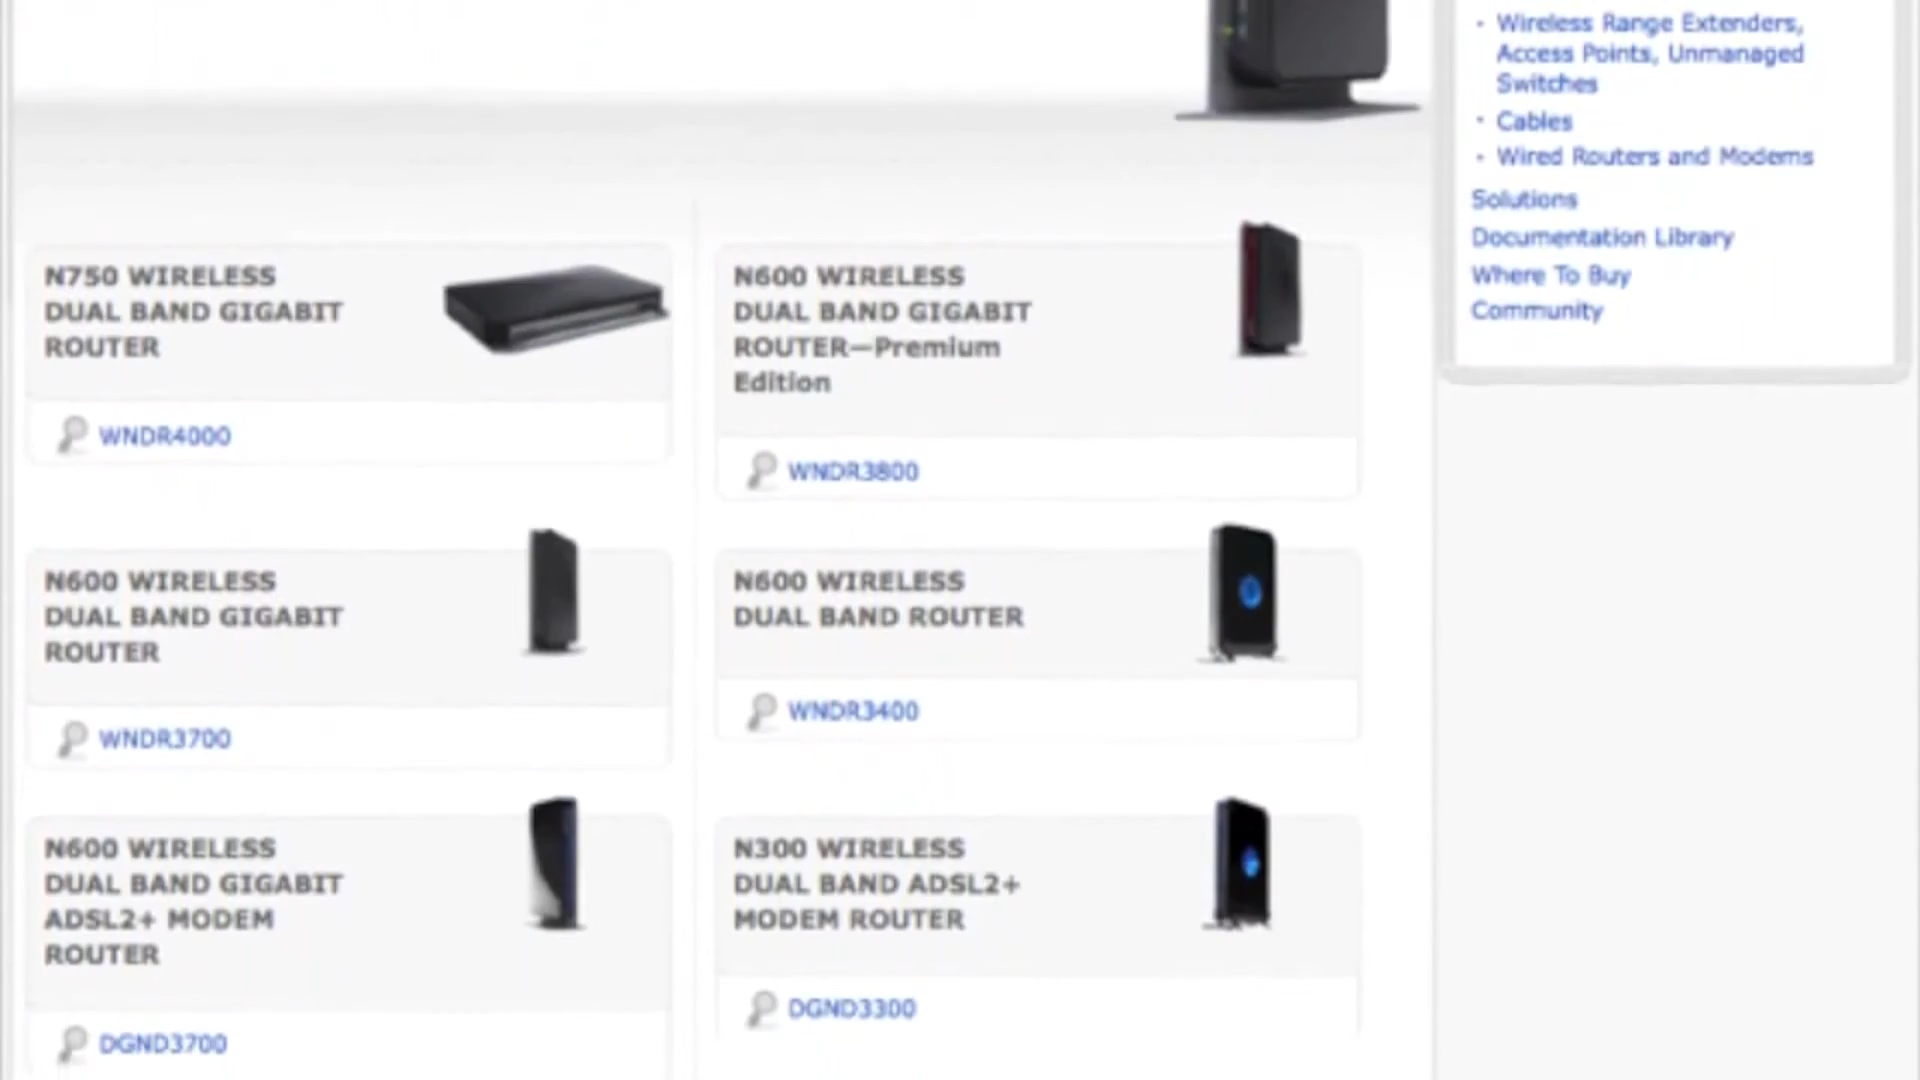 Wireless Range Extenders,
Access Points, Unmanaged
Switches
Cables
Wired Routers and Modems
Solutions
Documentation Library
Where To Buy
Community
N750 WIRELESS
DUAL BAND GIGABIT
ROUTER
WNDR4000
N600 WIRELESS
DUAL BAND GIGABIT
ROUTER—Premium
Edition
WNDR3800
N600 WIRELESS
DUAL BAND GIGABIT
ROUTER
WNDR3700
N600 WIRELESS
DUAL BAND ROUTER
WNDR3400
N600 WIRELESS
DUAL BAND GIGABIT
ADSL2+ MODEM
ROUTER
DGND3700
N300 WIRELESS
DUAL BAND ADSL2+
MODEM ROUTER
DGND3300